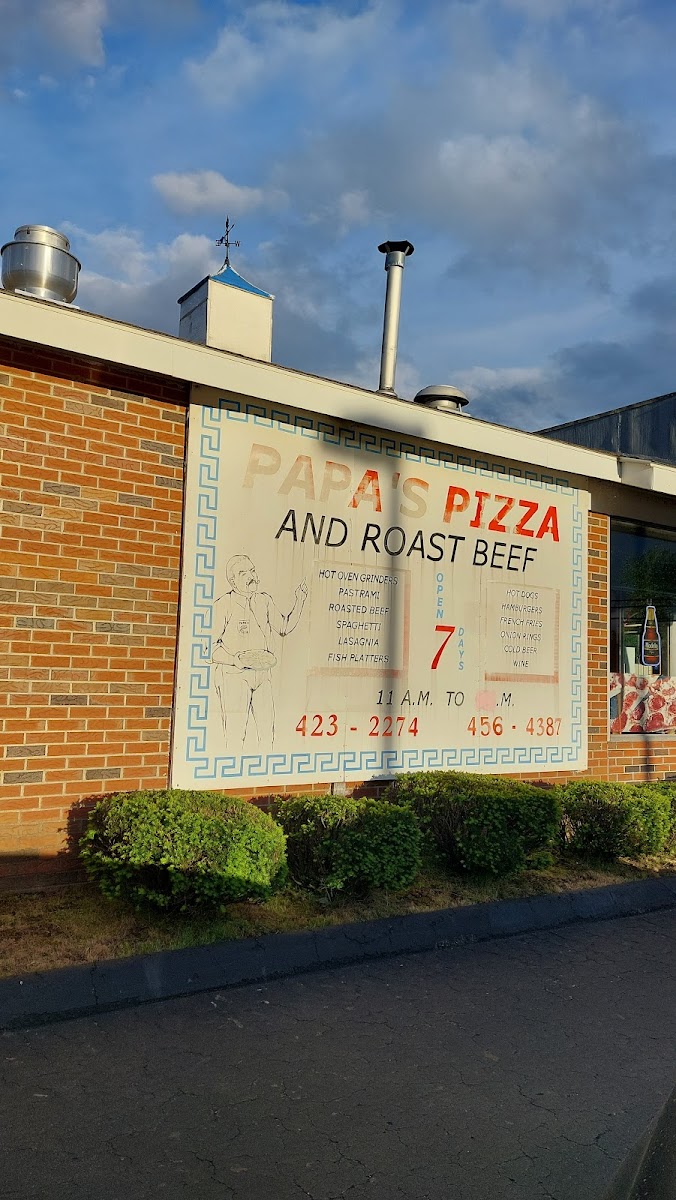 PAPA'S PIZZA
AND ROAST BEEF
HOT OVEN GRINDERS
PASTRAMI
ROASTED BEEF
SPAGHETTI
LASAGNIA
FISH PLATTERS
OPEN
7
DAYS
HOT DOGS
HAMBURGERS
FRENCH FRIES
ONION RINGS
COLD BEER
WINE
11 A.M. TO .M.
423 - 2274
456 - 4387